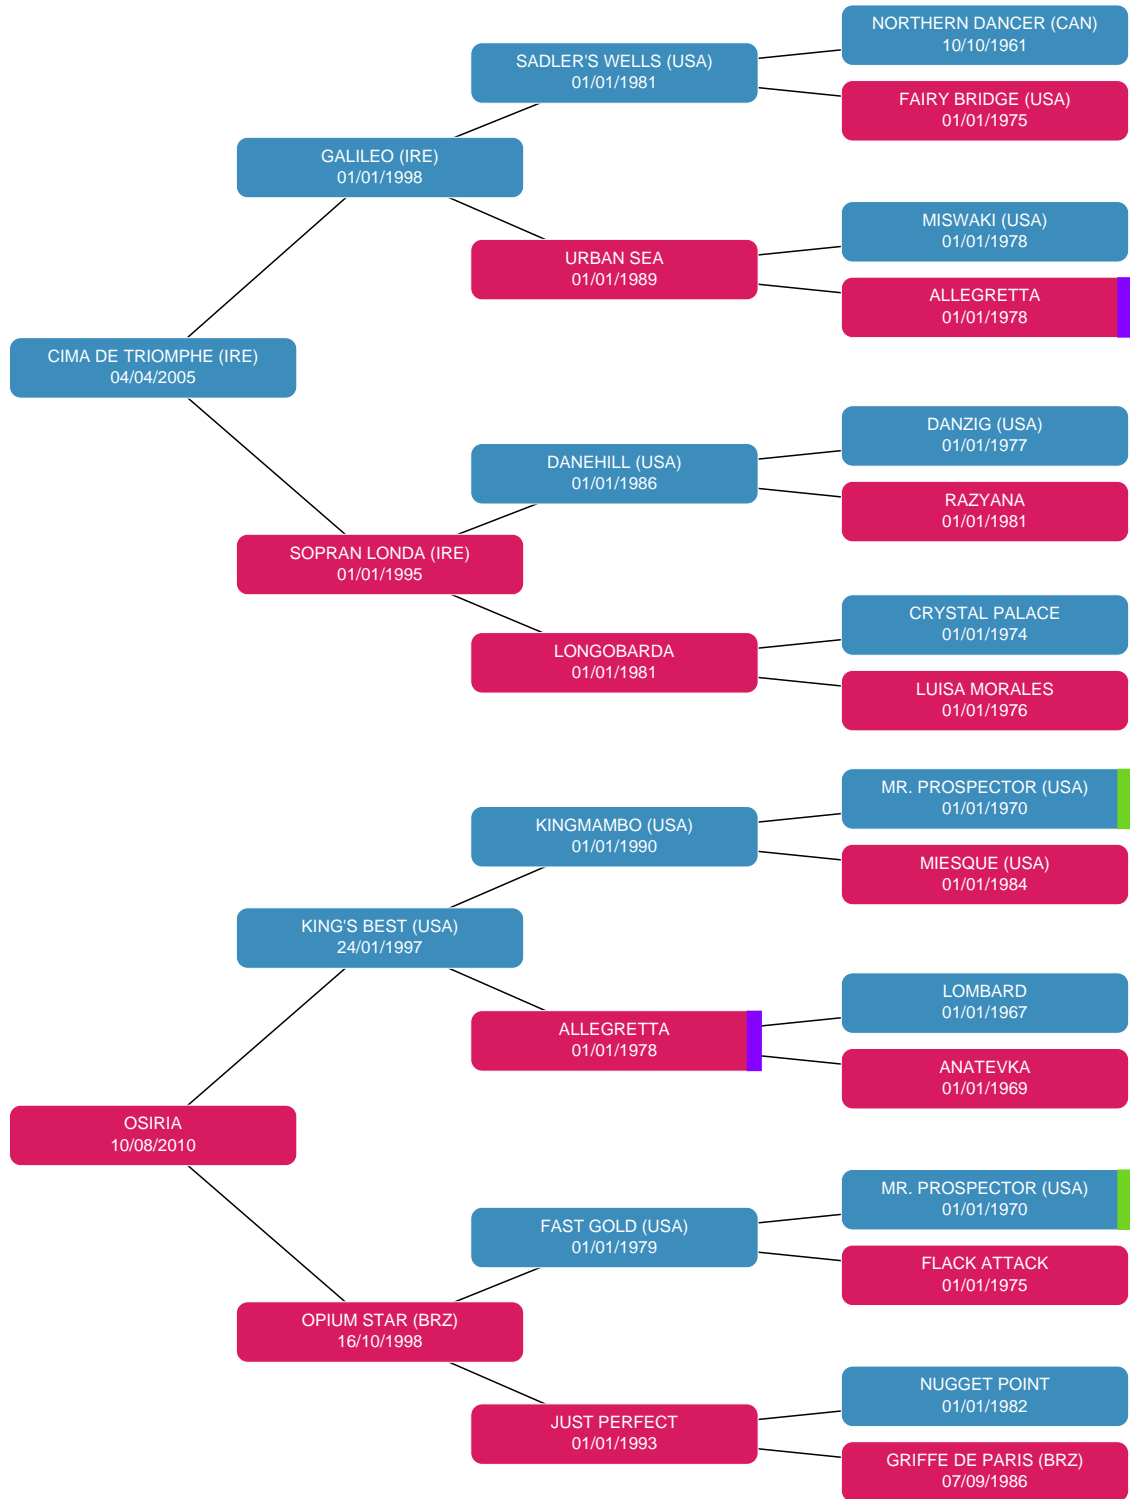 NORTHERN DANCER (CAN)
10/10/1961
SADLER'S WELLS (USA)
01/01/1981
FAIRY BRIDGE (USA)
01/01/1975
GALILEO (IRE)
01/01/1998
MISWAKI (USA)
01/01/1978
URBAN SEA
01/01/1989
ALLEGRETTA
01/01/1978
CIMA DE TRIOMPHE (IRE)
04/04/2005
DANZIG (USA)
01/01/1977
DANEHILL (USA)
01/01/1986
RAZYANA
01/01/1981
SOPRAN LONDA (IRE)
01/01/1995
CRYSTAL PALACE
01/01/1974
LONGOBARDA
01/01/1981
LUISA MORALES
01/01/1976
MR. PROSPECTOR (USA)
01/01/1970
KINGMAMBO (USA)
01/01/1990
MIESQUE (USA)
01/01/1984
KING'S BEST (USA)
24/01/1997
LOMBARD
01/01/1967
ALLEGRETTA
01/01/1978
ANATEVKA
01/01/1969
OSIRIA
10/08/2010
MR. PROSPECTOR (USA)
01/01/1970
FAST GOLD (USA)
01/01/1979
FLACK ATTACK
01/01/1975
OPIUM STAR (BRZ)
16/10/1998
NUGGET POINT
01/01/1982
JUST PERFECT
01/01/1993
GRIFFE DE PARIS (BRZ)
07/09/1986